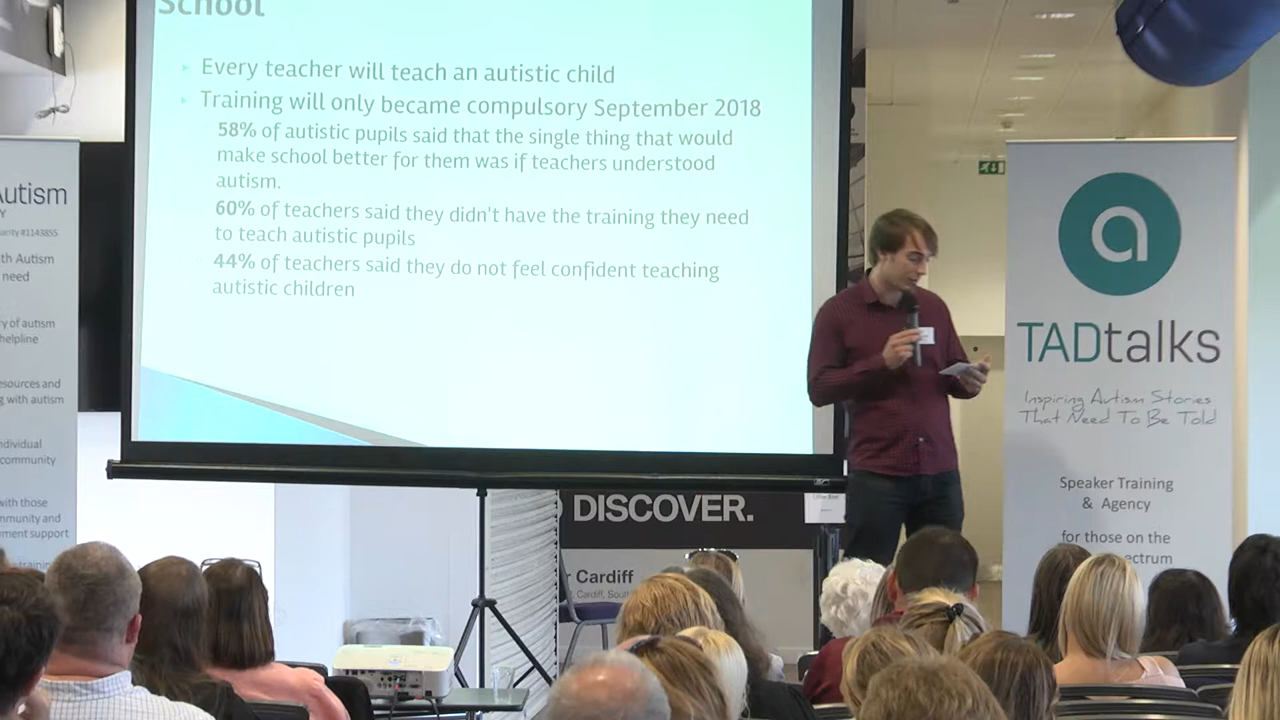 School
Every teacher will teach an autistic child
Training will only became compulsory September 2018
58% of autistic pupils said that the single thing that would
make school better for them was if teachers understood
autism.
60% of teachers said they didn't have the training they need
to teach autistic pupils
44% of teachers said they do not feel confident teaching
autistic children
Autism
#1143855
th Autism
need
y of autism
helpline
esources and
g with autism
ndividual
community
with those
mmunity and
ment support
DISCOVER.
r Cardiff
Cardiff, South
a
TADtalks
Inspiring Autism Stories
That Need To Be Told
Speaker Training
& Agency
for those on the
ectrum